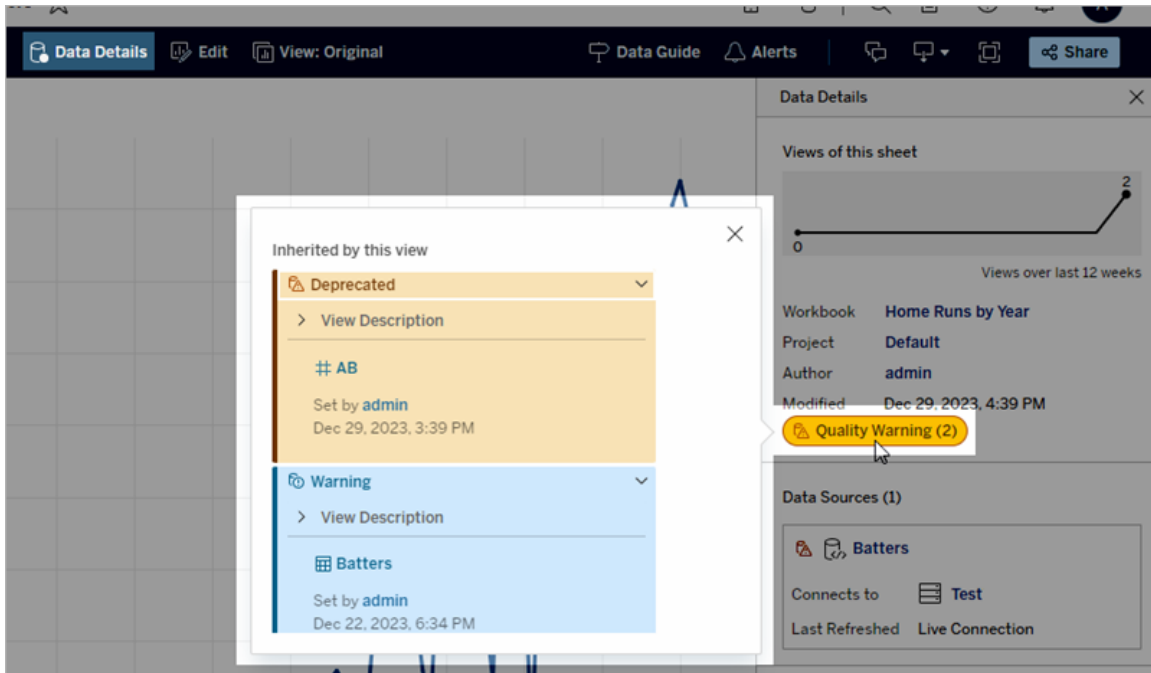 Data Details
Edit
View: Original
Data Guide
Alerts
Share
Data Details
Views of this sheet
2
0
Views over last 12 weeks
Workbook Home Runs by Year
Project Default
Author admin
Modified Dec 29, 2023, 4:39 PM
Quality Warning (2)
Data Sources (1)
Batters
Connects to Test
Last Refreshed Live Connection
Inherited by this view
Deprecated
View Description
AB
Set by admin
Dec 29, 2023, 3:39 PM
Warning
View Description
Batters
Set by admin
Dec 22, 2023, 6:34 PM